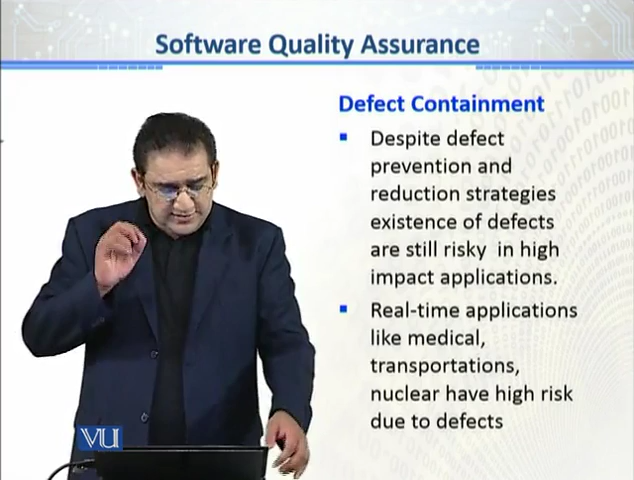 Software Quality Assurance
Defect Containment
Despite defect
prevention and
reduction strategies
existence of defects
are still risky in high
impact applications.
Real-time applications
like medical,
transportations,
nuclear have high risk
due to defects
VU